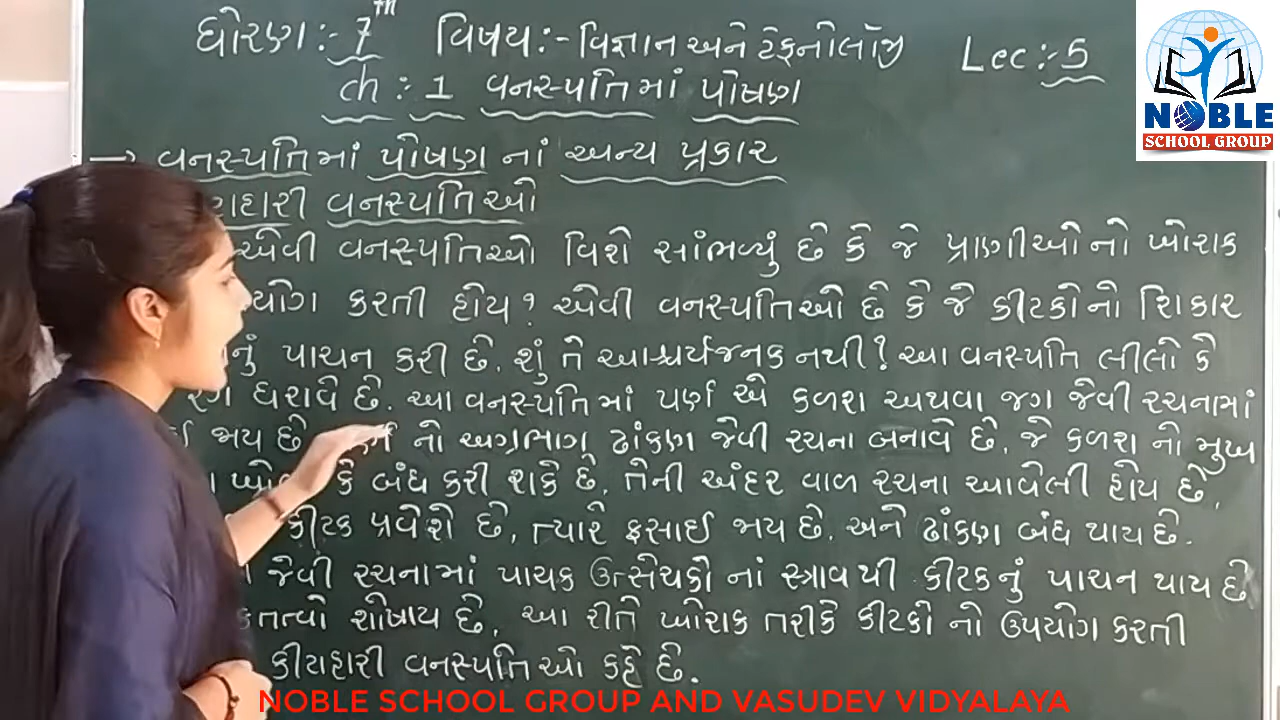 ધોરણ :- 7th વિષય :- વિજ્ઞાન અને ટેકનોલૉજી Lec :- 5
ch : 1 વનસ્પતિમાં પોષણ
→ વનસ્પતિમાં પોષણ નાં અન્ય પ્રકાર
વનસ્પતિઓ
એવી વનસ્પતિઓ વિશે સાંભળ્યું છે કે જે પ્રાણીઓનો ખોરાક
કરતી હોય? એવી વનસ્પતિઓ છે કે જે કીટકોનો શિકાર
પાચન કરી છે. શું તે આશ્ચર્યજનક નથી? આ વનસ્પતિ લીલો કે
રંગ ધરાવે છે. આ વનસ્પતિમાં પર્ણ એ કળશ અથવા જગ જેવી રચનામાં
જાય છે નો અગ્રભાગ ઢાંકણ જેવી રચના બનાવે છે, જે કળશ નો મુખ
કે બંધ કરી શકે છે. તેની અંદર વાળ રચના આવેલી હોય છે,
કીટક પ્રવેશે છે, ત્યારે ફસાઈ જાય છે. અને ઢાંકણ બંધ થાય છે.
જેવી રચનામાં પાચક ઉત્સેચકો નાં સ્ત્રાવ થી કીટકનું પાચન થાય છે
શોષાય છે. આ રીતે ખોરાક તરીકે કીટકો નો ઉપયોગ કરતી
કીટાહારી વનસ્પતિઓ કહે છે.
NOBLE
SCHOOL GROUP
NOBLE SCHOOL GROUP AND VASUDEV VIDYALAYA